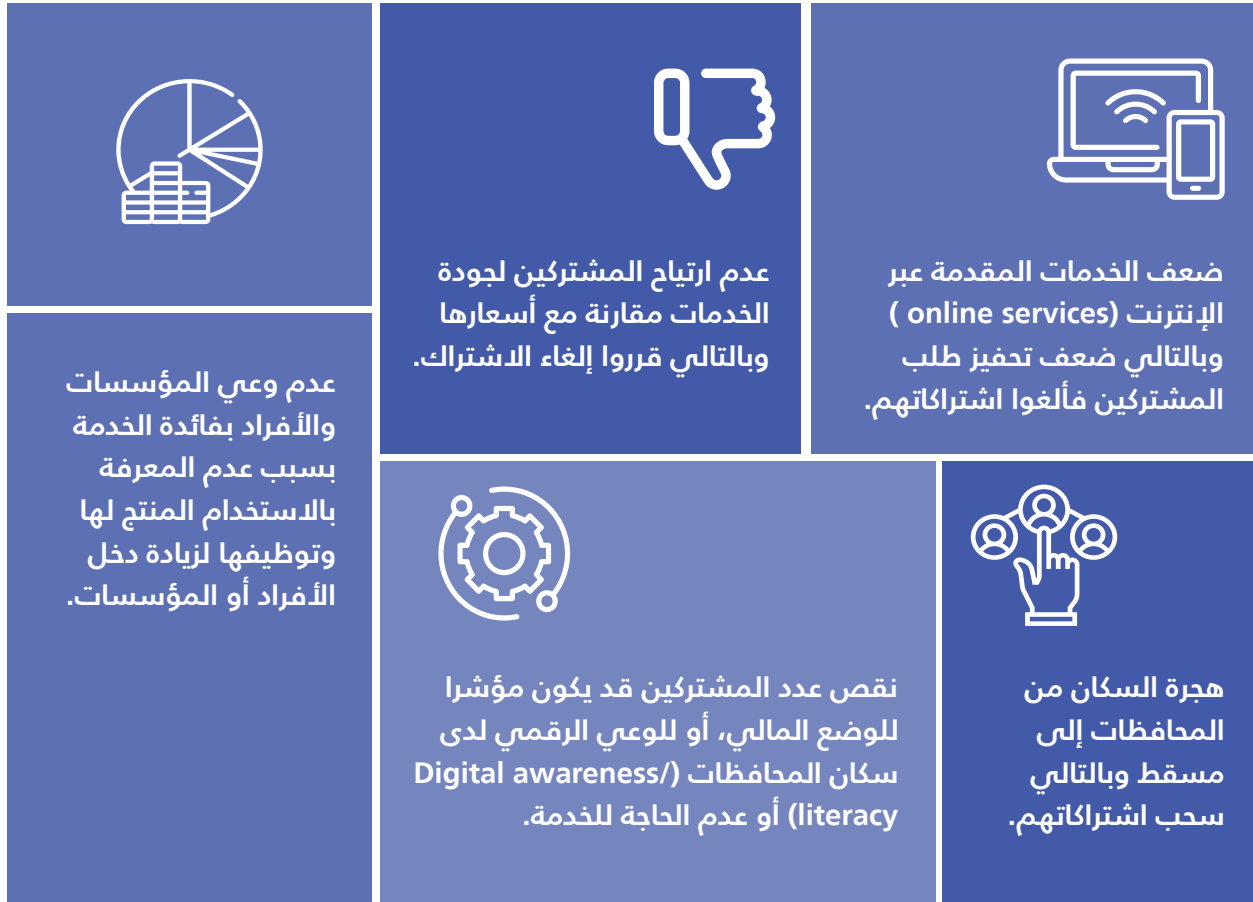 ضعف الخدمات المقدمة عبر
الإنترنت (online services )
وبالتالي ضعف تحفيز طلب
المشتركين فألغوا اشتراكاتهم.
عدم ارتياح المشتركين لجودة
الخدمات مقارنة مع أسعارها
وبالتالي قرروا إلغاء الاشتراك.
عدم وعي المؤسسات
والأفراد بفائدة الخدمة
بسبب عدم المعرفة
بالاستخدام المنتج لها
وتوظيفها لزيادة دخل
الأفراد أو المؤسسات.
هجرة السكان من
المحافظات إلى
مسقط وبالتالي
سحب اشتراكاتهم.
نقص عدد المشتركين قد يكون مؤشرا
للوضع المالي، أو للوعي الرقمي لدى
سكان المحافظات (Digital awareness/
literacy) أو عدم الحاجة للخدمة.